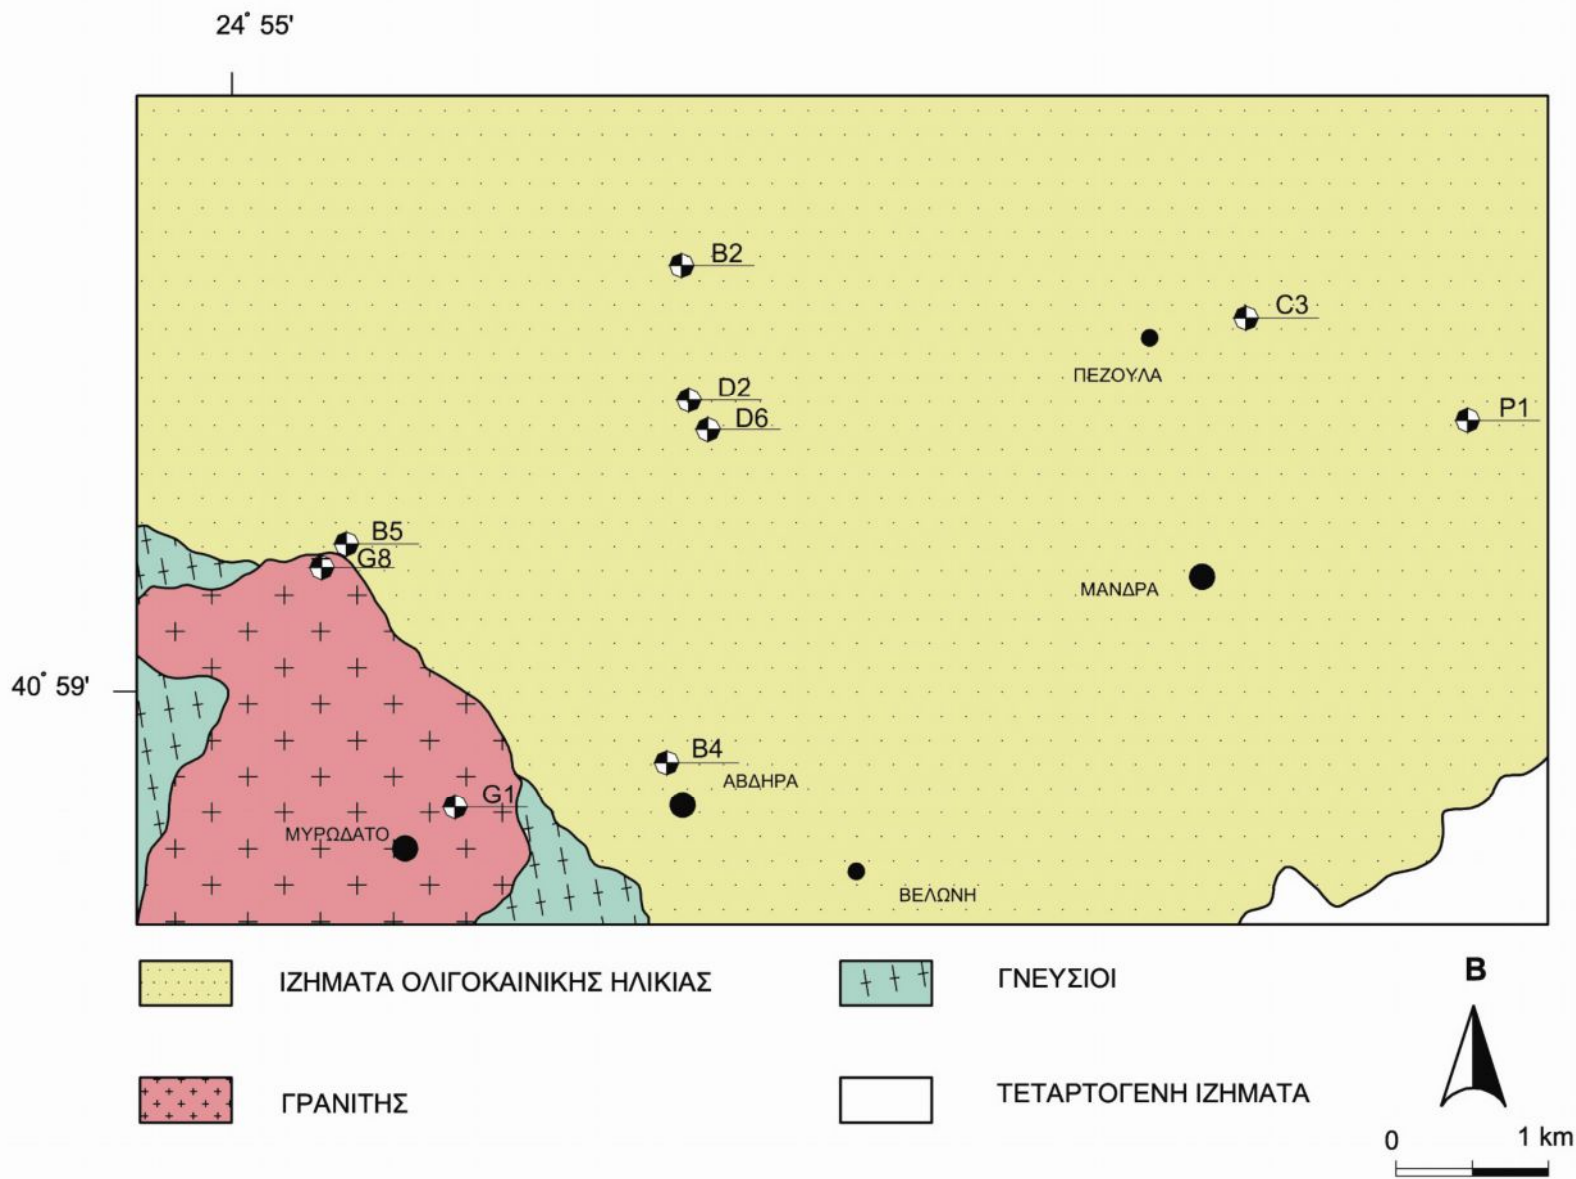 24° 55'
B2
C3
ΠΕΖΟΥΛΑ
D2
P1
D6
B5
G8
ΜΑΝΔΡΑ
40° 59'
B4
ΑΒΔΗΡΑ
G1
ΜΥΡΩΔΑΤΟ
ΒΕΛΩΝΗ
ΙΖΗΜΑΤΑ ΟΛΙΓΟΚΑΙΝΙΚΗΣ ΗΛΙΚΙΑΣ
ΓΝΕΥΣΙΟΙ
Β
ΓΡΑΝΙΤΗΣ
ΤΕΤΑΡΤΟΓΕΝΗ ΙΖΗΜΑΤΑ
0 1 km